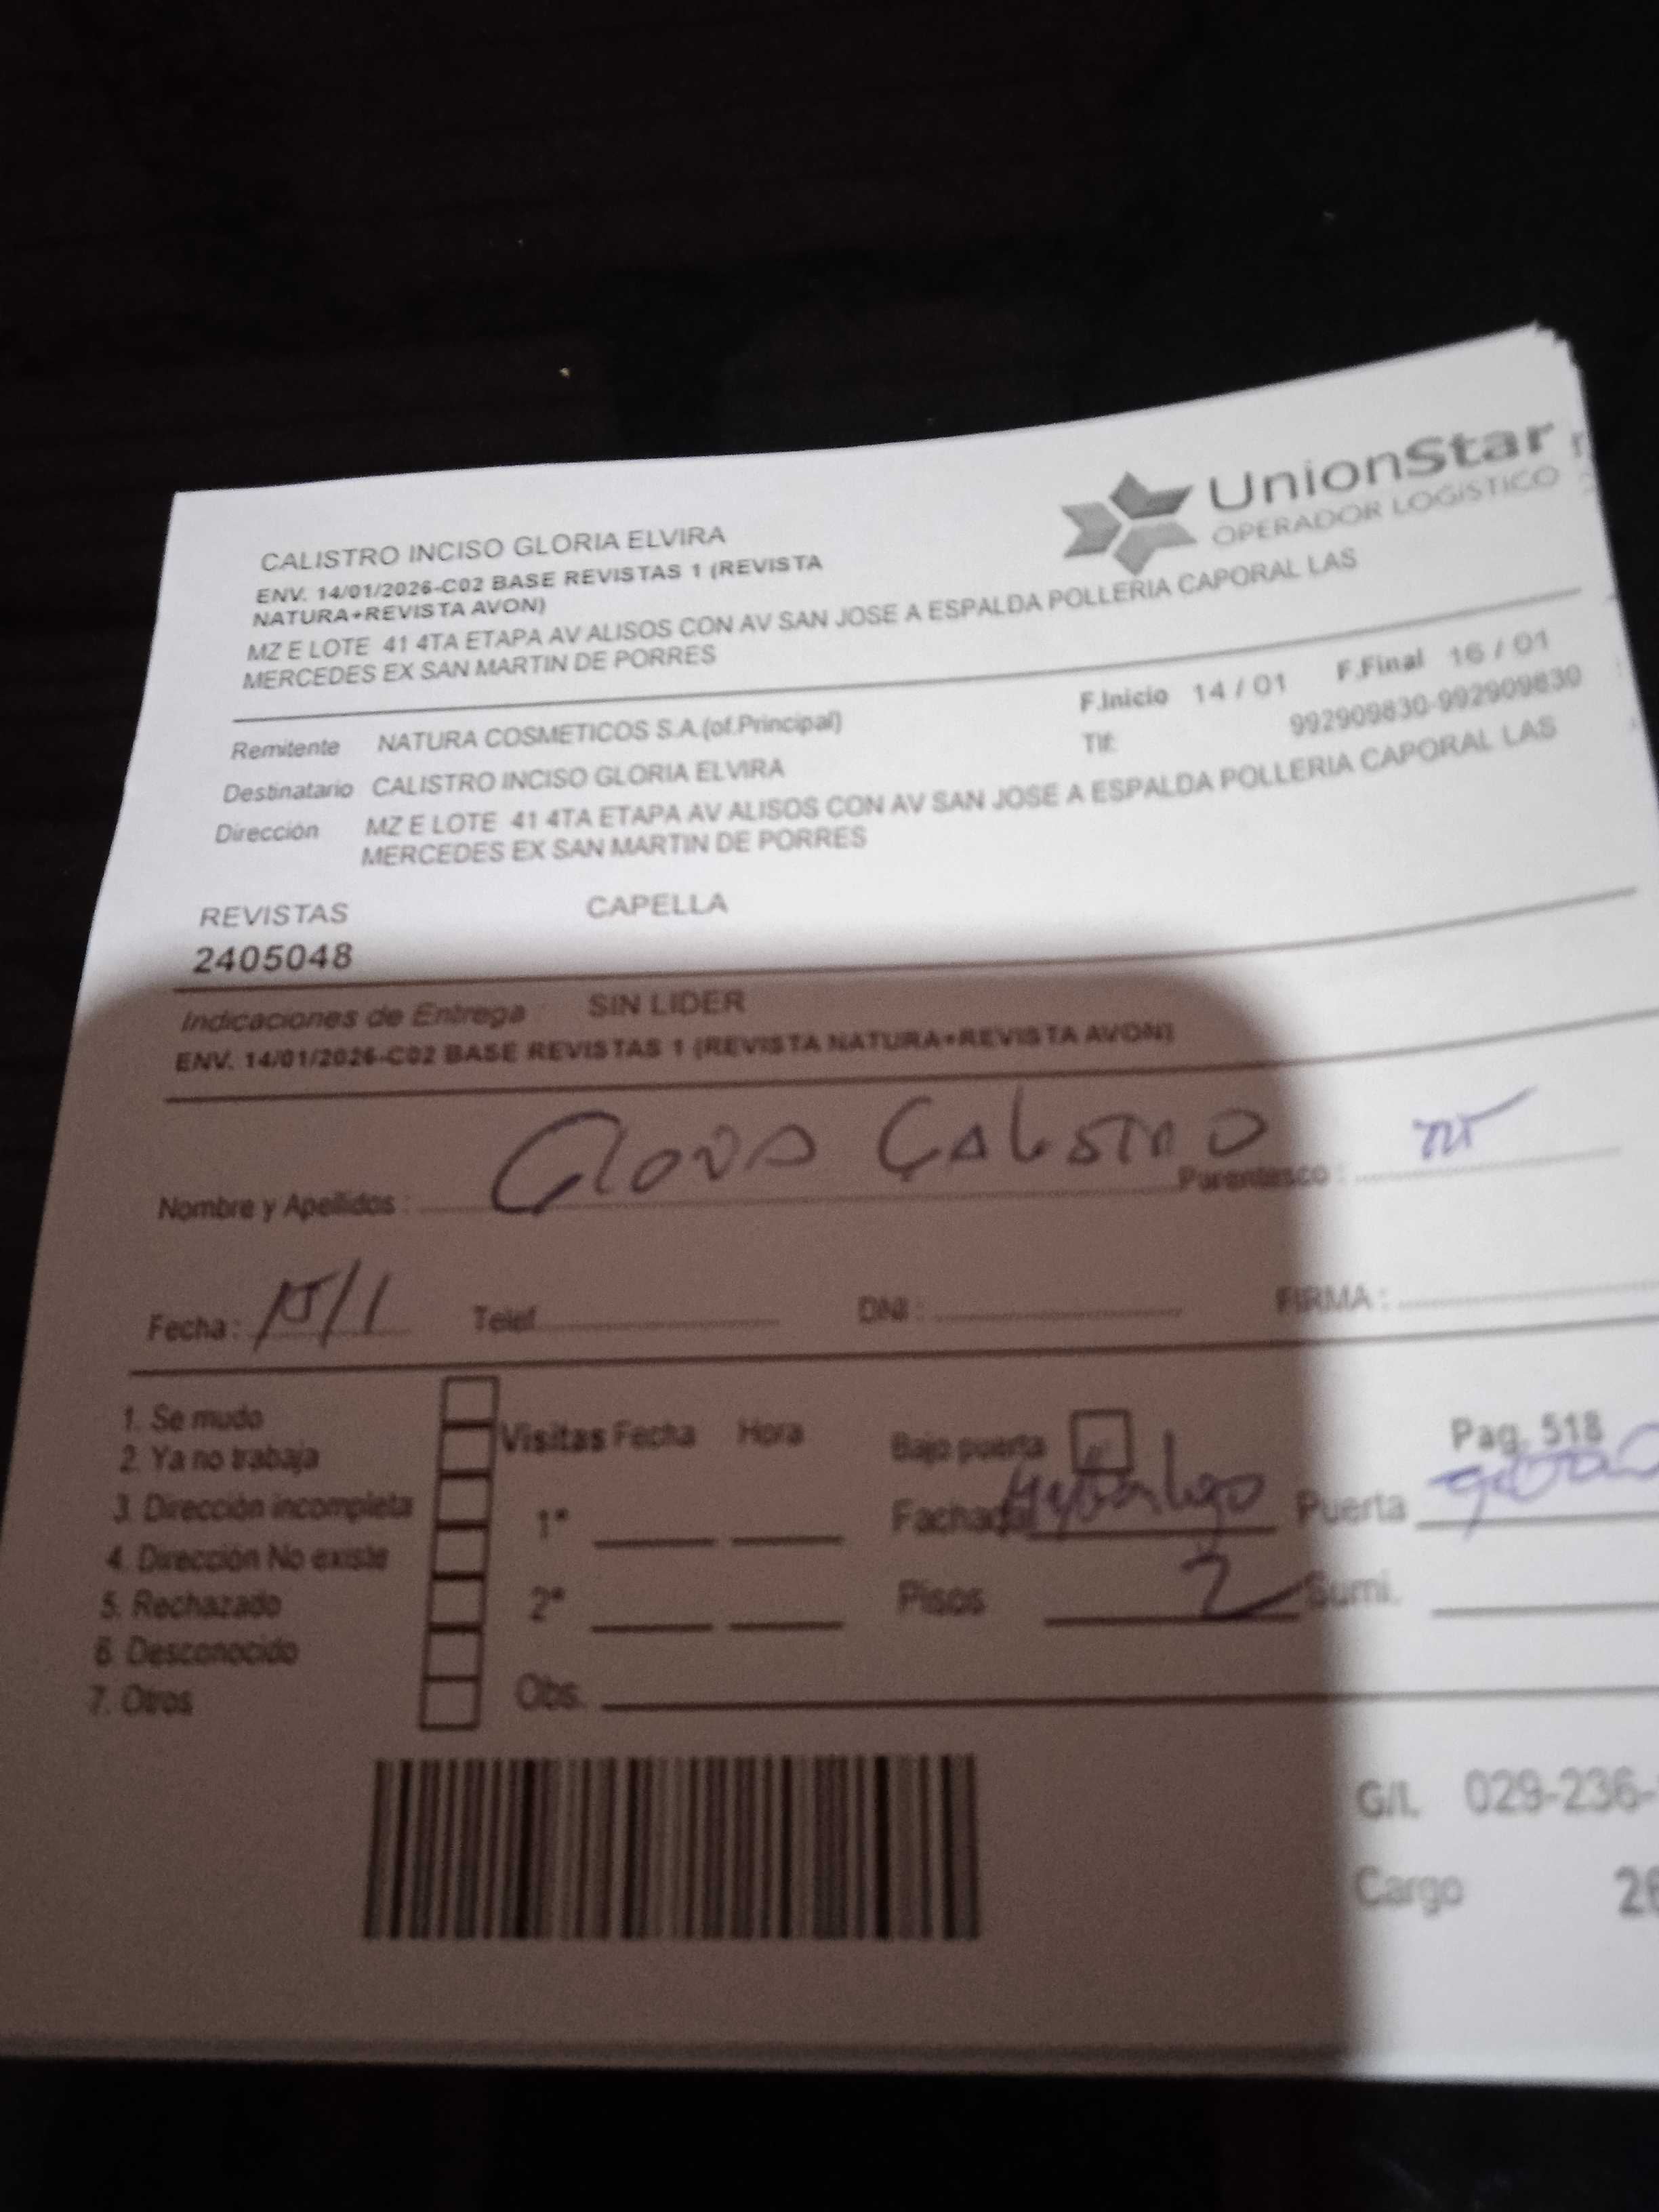 UnionStar
OPERADOR LOGÍSTICO
CALISTRO INCISO GLORIA ELVIRA
ENV. 14/01/2026-C02 BASE REVISTAS 1 (REVISTA
NATURA+REVISTA AVON)
MZ E LOTE 41 4TA ETAPA AV ALISOS CON AV SAN JOSE A ESPALDA POLLERIA CAPORAL LAS
MERCEDES EX SAN MARTIN DE PORRES
F.Inicio 14 / 01 F.Final 16 / 01
Remitente NATURA COSMETICOS S.A.(of.Principal) Tlf: 992909830-992909830
Destinatario CALISTRO INCISO GLORIA ELVIRA
Dirección MZ E LOTE 41 4TA ETAPA AV ALISOS CON AV SAN JOSE A ESPALDA POLLERIA CAPORAL LAS
MERCEDES EX SAN MARTIN DE PORRES
REVISTAS CAPELLA
2405048
Indicaciones de Entrega SIN LIDER
ENV. 14/01/2026-C02 BASE REVISTAS 1 (REVISTA NATURA+REVISTA AVON)
Nombre y Apellidos : Calistro Parentesco :
Fecha : 15/1 Telef. DNI : FIRMA :
1. Se mudo
2. Ya no trabaja
3. Dirección incompleta
4. Dirección No existe
5. Rechazado
6. Desconocido
7. Otros
Visitas Fecha Hora
1°
2°
Obs.
Bajo puerta Pag. 518
Fachada Puerta
Pisos 2 Sumi.
G/L 029-236-
Cargo 26